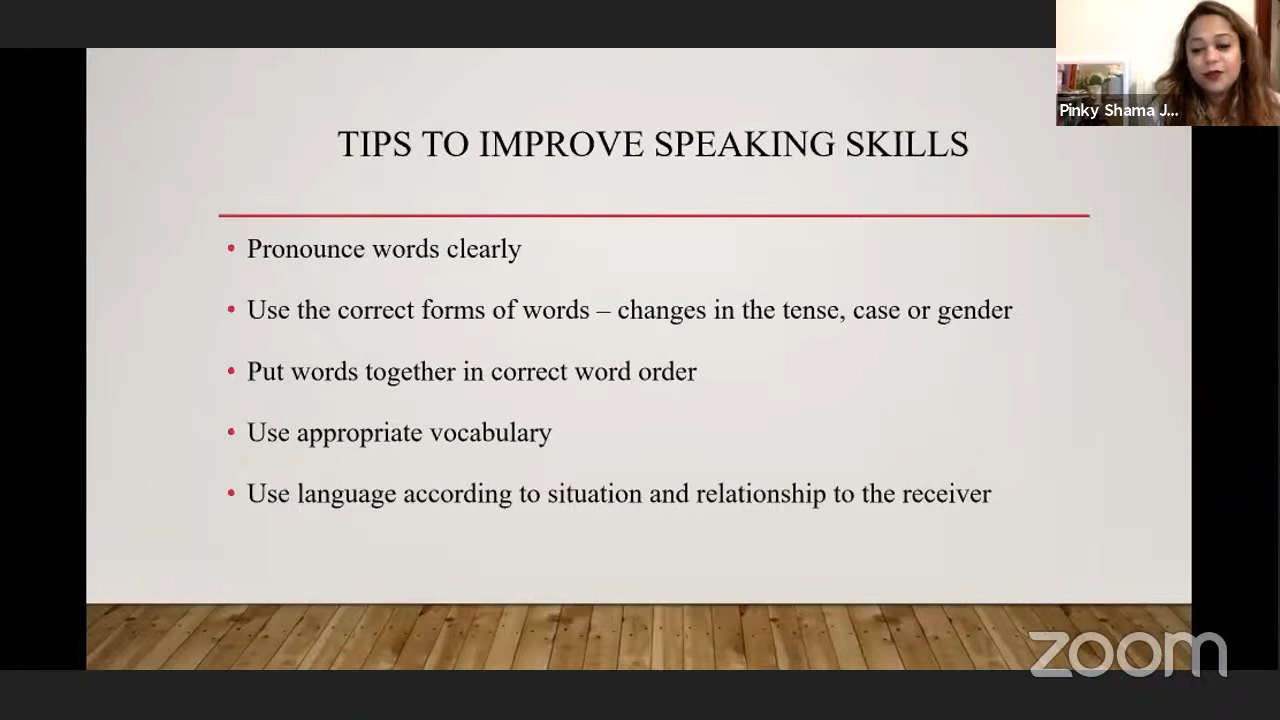 Pinky Shama J...
TIPS TO IMPROVE SPEAKING SKILLS
• Pronounce words clearly
• Use the correct forms of words – changes in the tense, case or gender
• Put words together in correct word order
• Use appropriate vocabulary
• Use language according to situation and relationship to the receiver
zoom